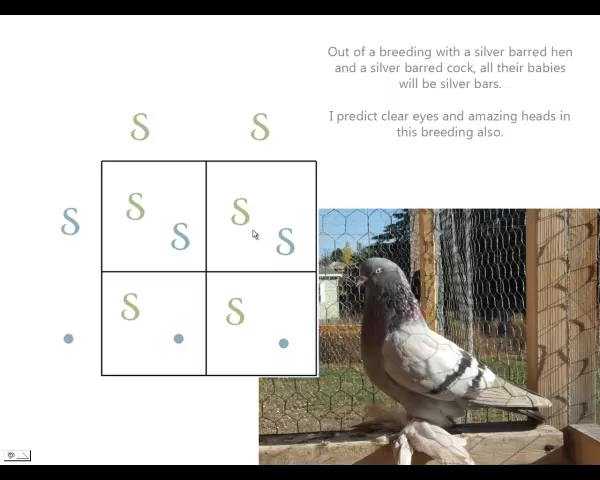 Out of a breeding with a silver barred hen
and a silver barred cock, all their babies
will be silver bars.
I predict clear eyes and amazing heads in
this breeding also.
S S
S S S
S S
S S